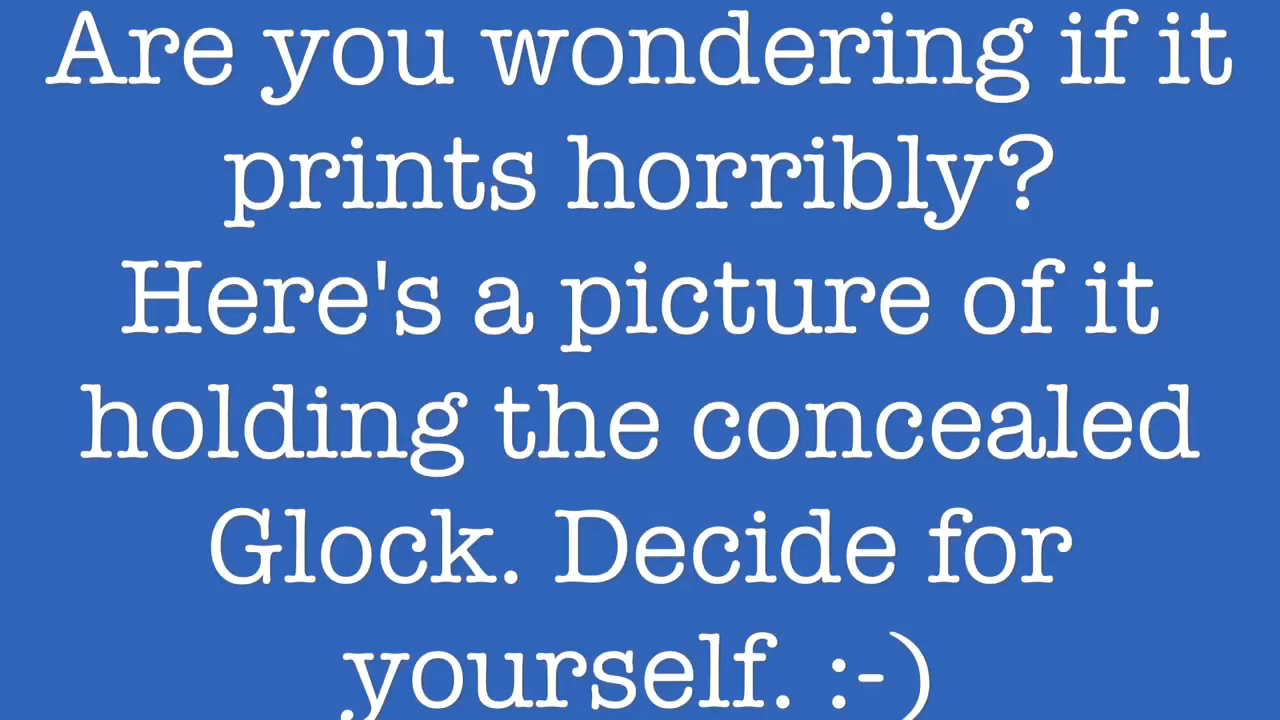 Are you wondering if it
prints horribly?
Here's a picture of it
holding the concealed
Glock. Decide for
yourself. :-)